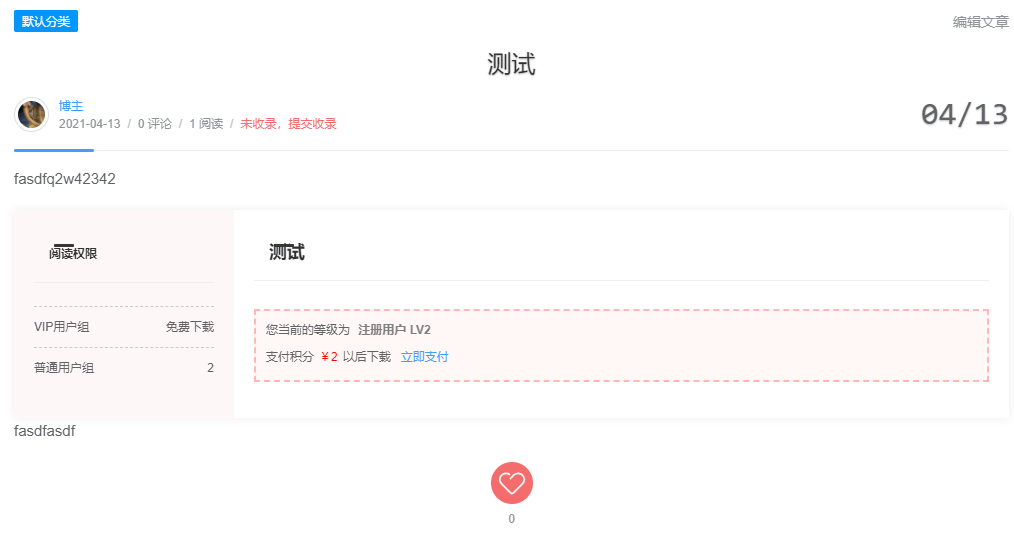 默认分类
编辑文章
测试
博主
2021-04-13 / 0 评论 / 1 阅读 / 未收录，提交收录
04/13
fasdfq2w42342
阅读权限
VIP用户组 免费下载
普通用户组 2
测试
您当前的等级为 注册用户 LV2
支付积分 ¥2 以后下载 立即支付
fasdfasdf
0